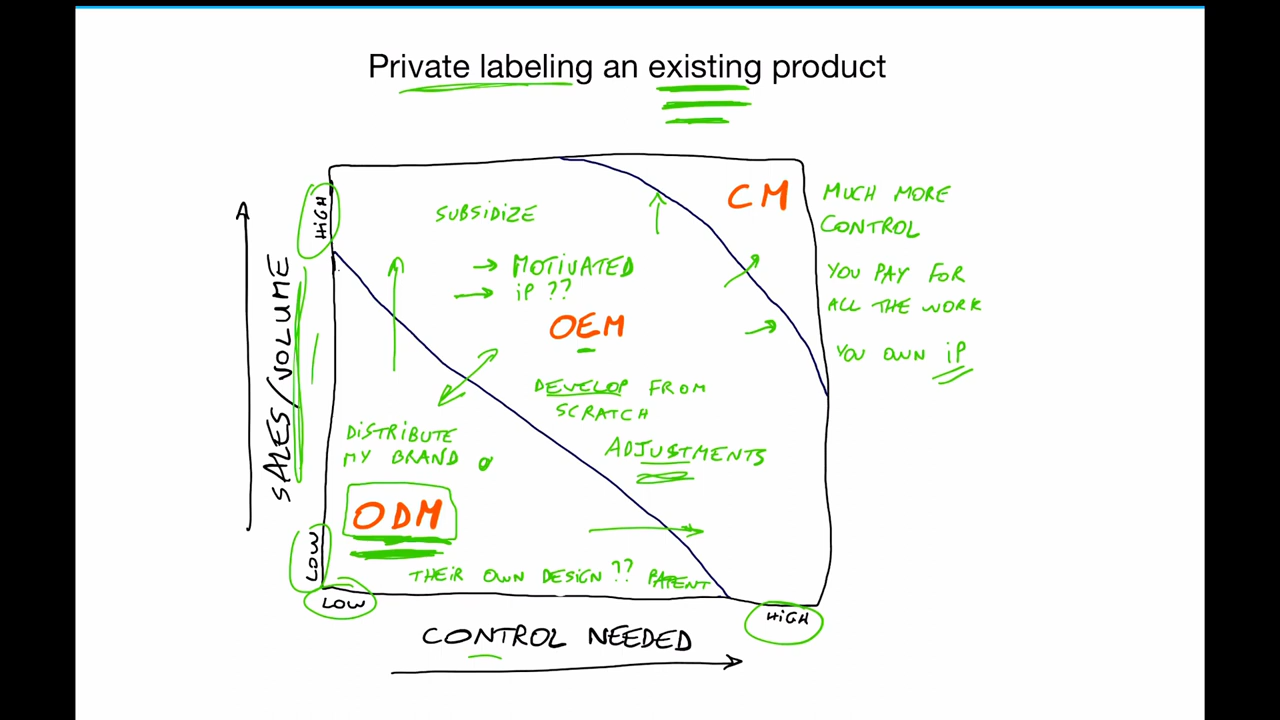 Private labeling an existing product
HIGH
SALES/VOLUME
LOW
SUBSIDIZE
→ MOTIVATED
→ iP ??
OEM
DEVELOP FROM
SCRATCH
ADJUSTMENTS
DISTRIBUTE
MY BRAND
ODM
THEIR OWN DESIGN ?? PATENT
CM
MUCH MORE
CONTROL
YOU PAY FOR
ALL THE WORK
YOU OWN iP
LOW
HIGH
CONTROL NEEDED